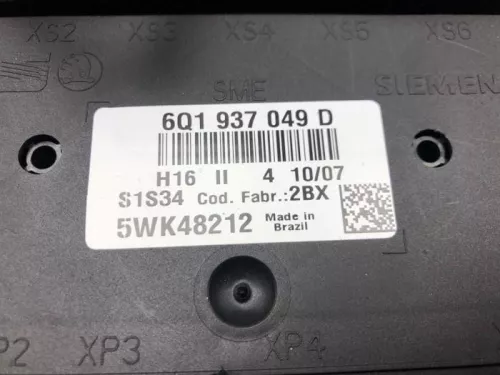 XS2 XS3 XS4 XS5 XS6
SME SIEMEN
6Q1 937 049 D
H16 II 4 10/07
S1S34 Cod. Fabr.:2BX
5WK48212 Made in
Brazil
P2 XP3 XP4